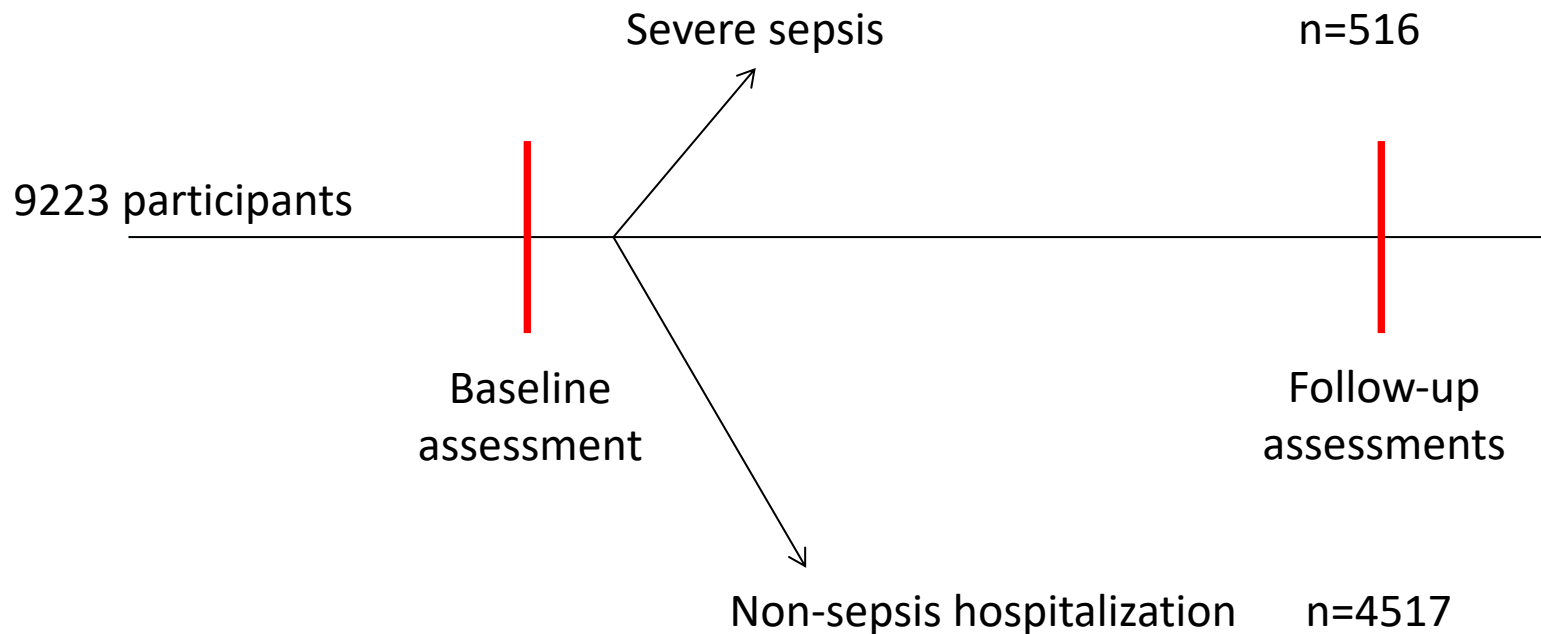 Severe sepsis
n=516
9223 participants
Baseline
assessment
Follow-up
assessments
Non-sepsis hospitalization
n=4517